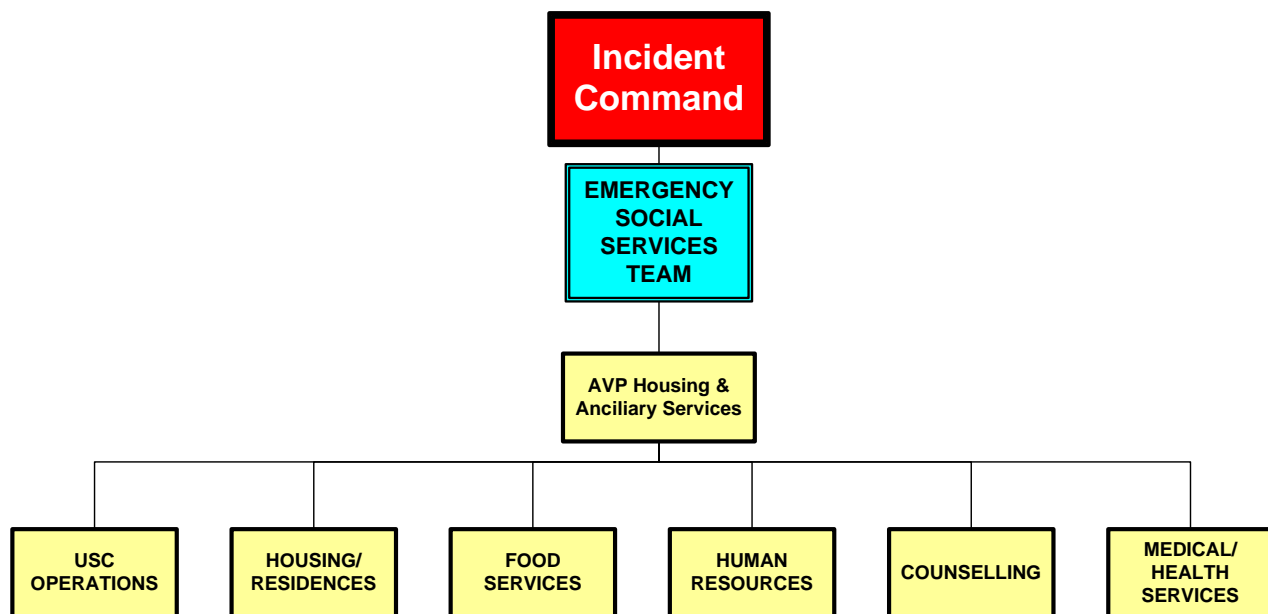 Incident
Command
EMERGENCY
SOCIAL
SERVICES
TEAM
AVP Housing &
Anciliary Services
USC
OPERATIONS
HOUSING/
RESIDENCES
FOOD
SERVICES
HUMAN
RESOURCES
COUNSELLING
MEDICAL/
HEALTH
SERVICES